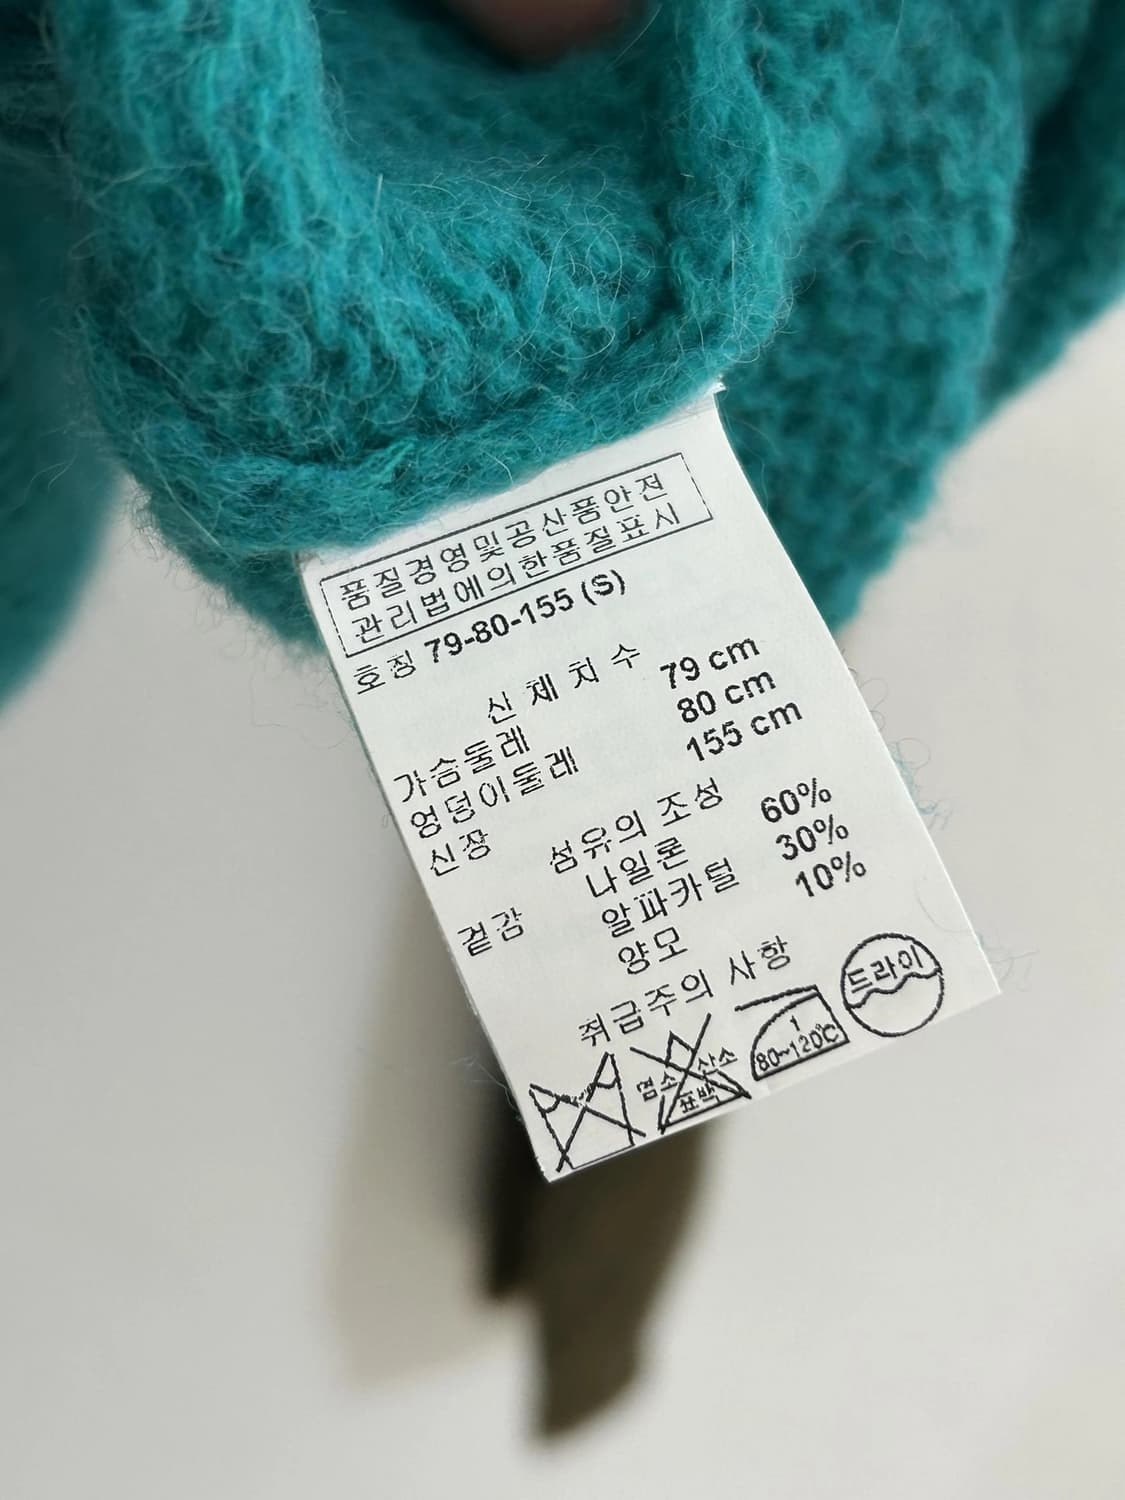 품질경영및공산품안전
관리법에의한품질표시
호칭 79-80-155 (S)
신체치수
가슴둘레 79 cm
엉덩이둘레 80 cm
신장 155 cm
섬유의 조성
겉감 나일론 60%
알파카털 30%
양모 10%
취급주의 사항
염소 산소
표백
1
80~120℃
드라이